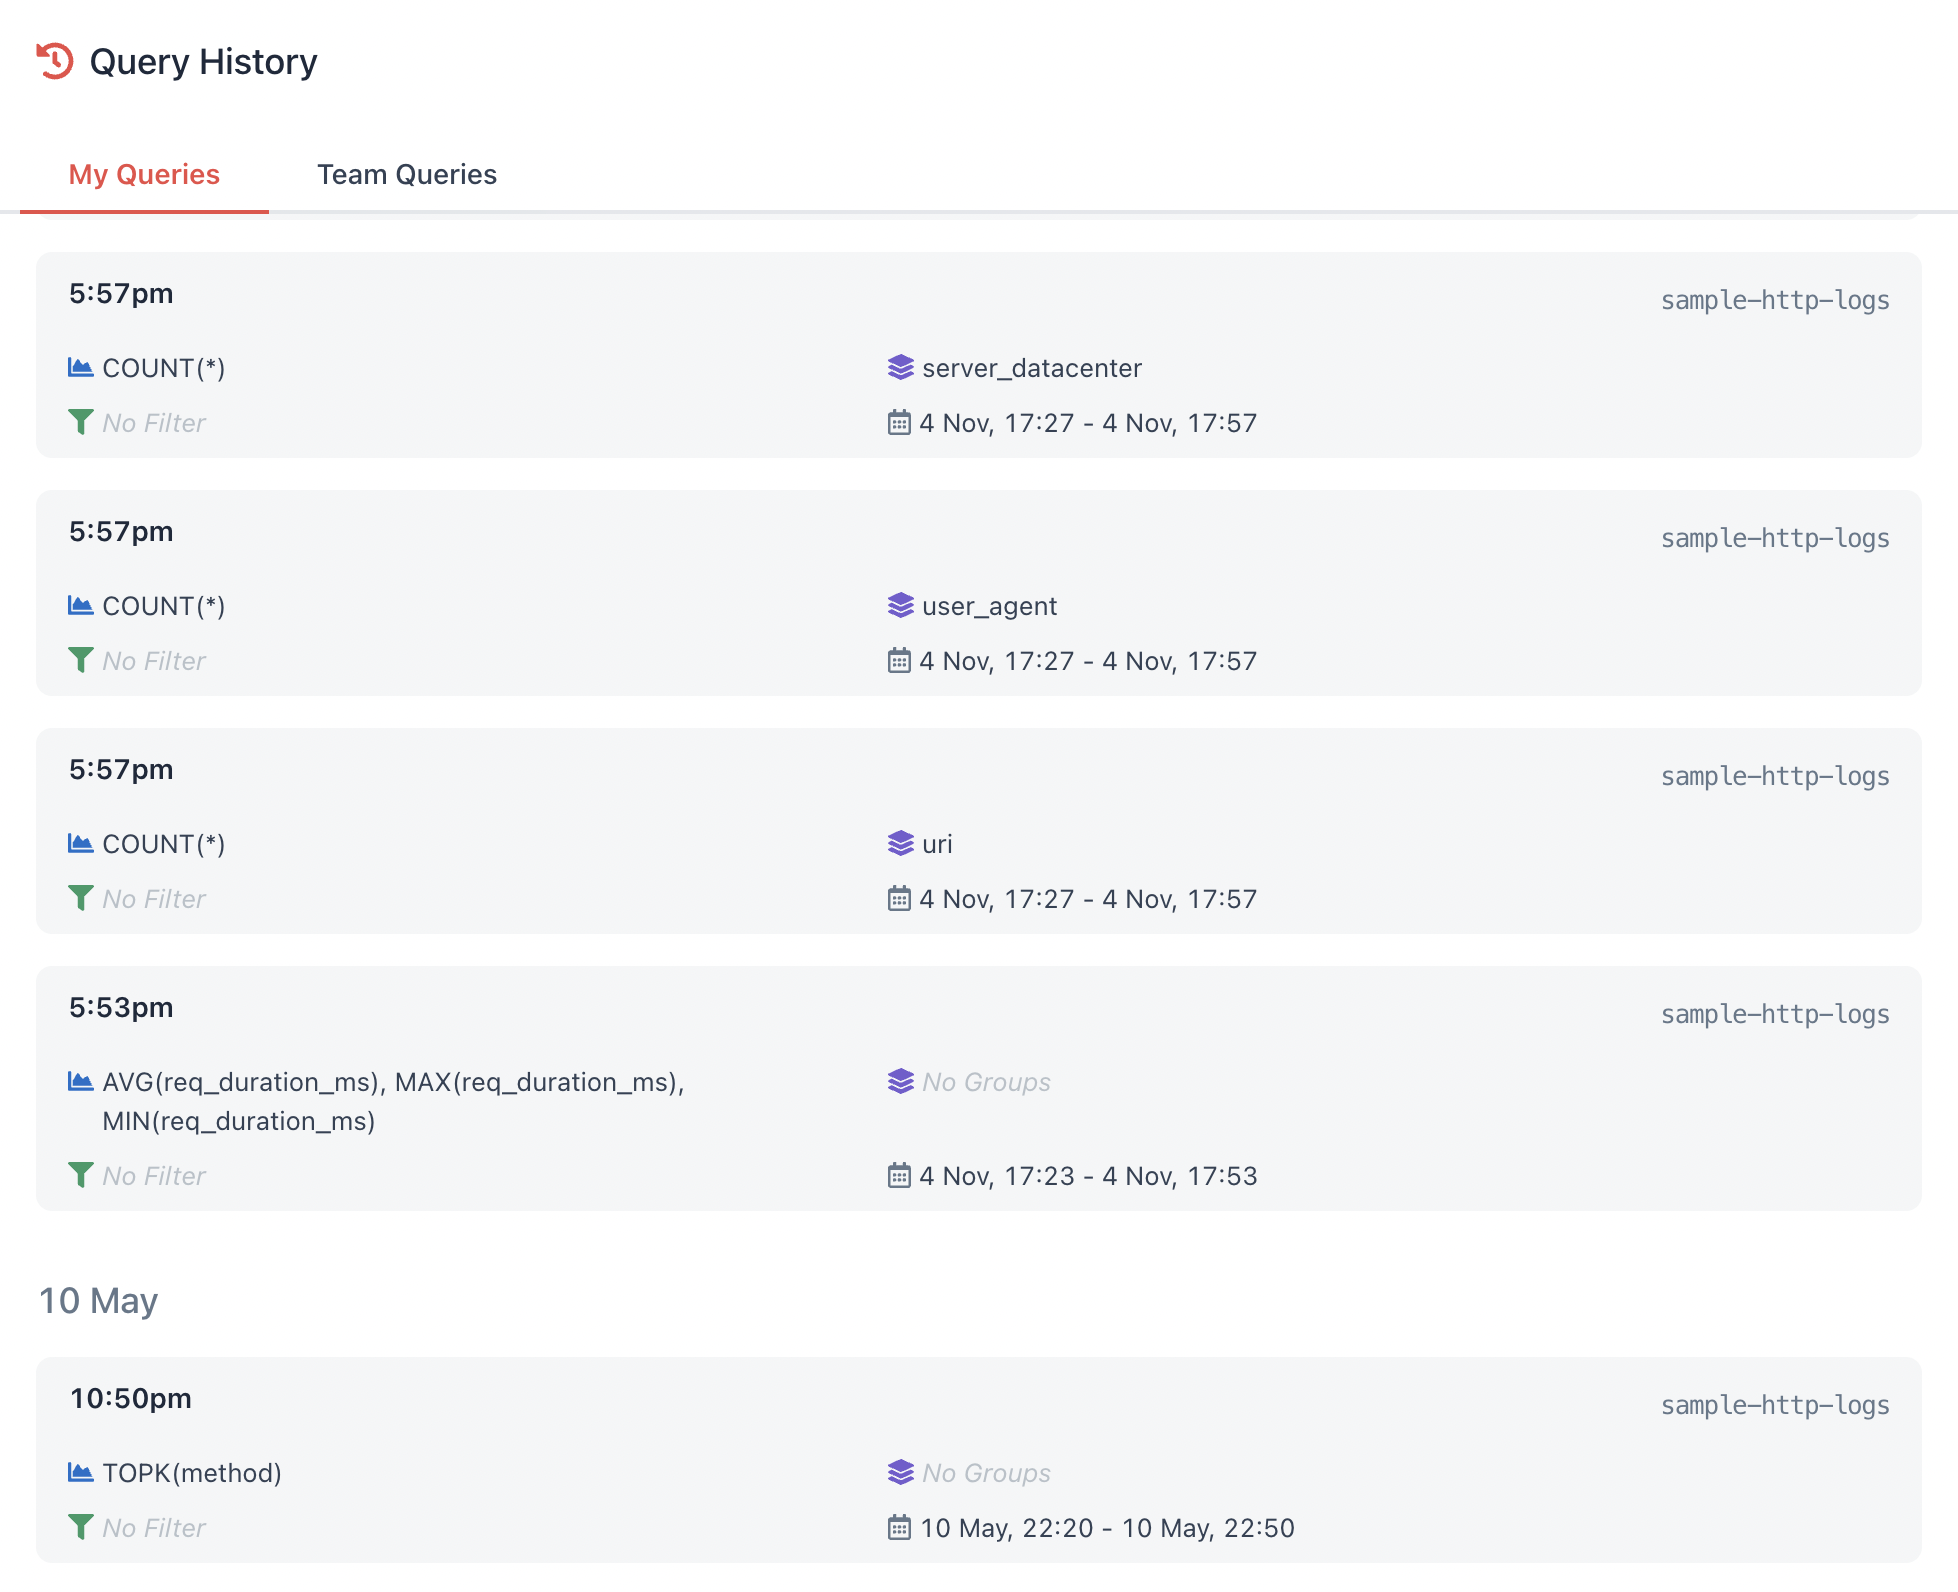 Query History
My Queries
Team Queries
5:57pm
sample-http-logs
COUNT(*)
server_datacenter
No Filter
4 Nov, 17:27 - 4 Nov, 17:57
5:57pm
sample-http-logs
COUNT(*)
user_agent
No Filter
4 Nov, 17:27 - 4 Nov, 17:57
5:57pm
sample-http-logs
COUNT(*)
uri
No Filter
4 Nov, 17:27 - 4 Nov, 17:57
5:53pm
sample-http-logs
AVG(req_duration_ms), MAX(req_duration_ms),
MIN(req_duration_ms)
No Groups
No Filter
4 Nov, 17:23 - 4 Nov, 17:53
10 May
10:50pm
sample-http-logs
TOPK(method)
No Groups
No Filter
10 May, 22:20 - 10 May, 22:50